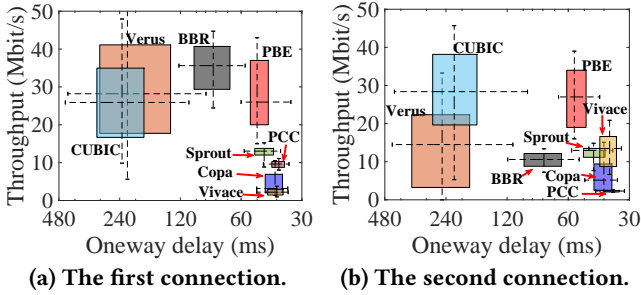 Throughput (Mbit/s)
60
50
40
30
20
10
0
Verus
BBR
PBE
CUBIC
Sprout
PCC
Copa
Vivace
480 240 120 60 30
Oneway delay (ms)
(a) The first connection.
Throughput (Mbit/s)
60
50
40
30
20
10
0
CUBIC
PBE
Vivace
Verus
Sprout
BBR
Copa
PCC
480 240 120 60 30
Oneway delay (ms)
(b) The second connection.